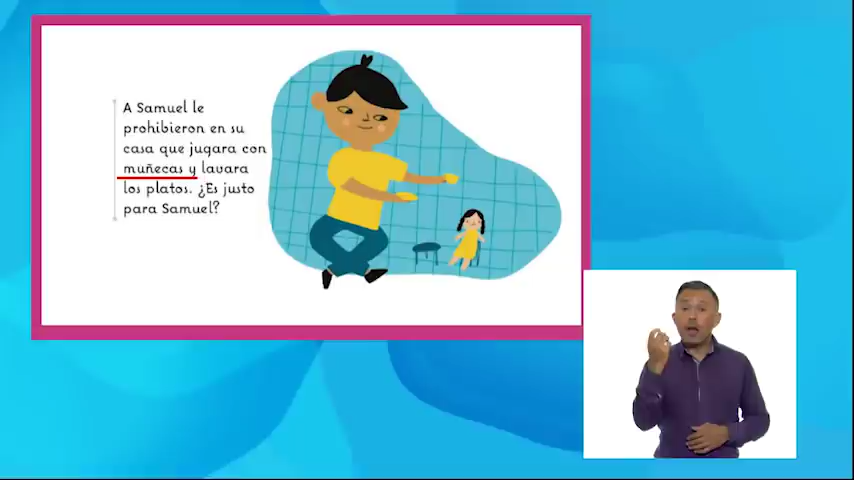 A Samuel le
prohibieron en su
casa que jugara con
muñecas y lavara
los platos. ¿Es justo
para Samuel?